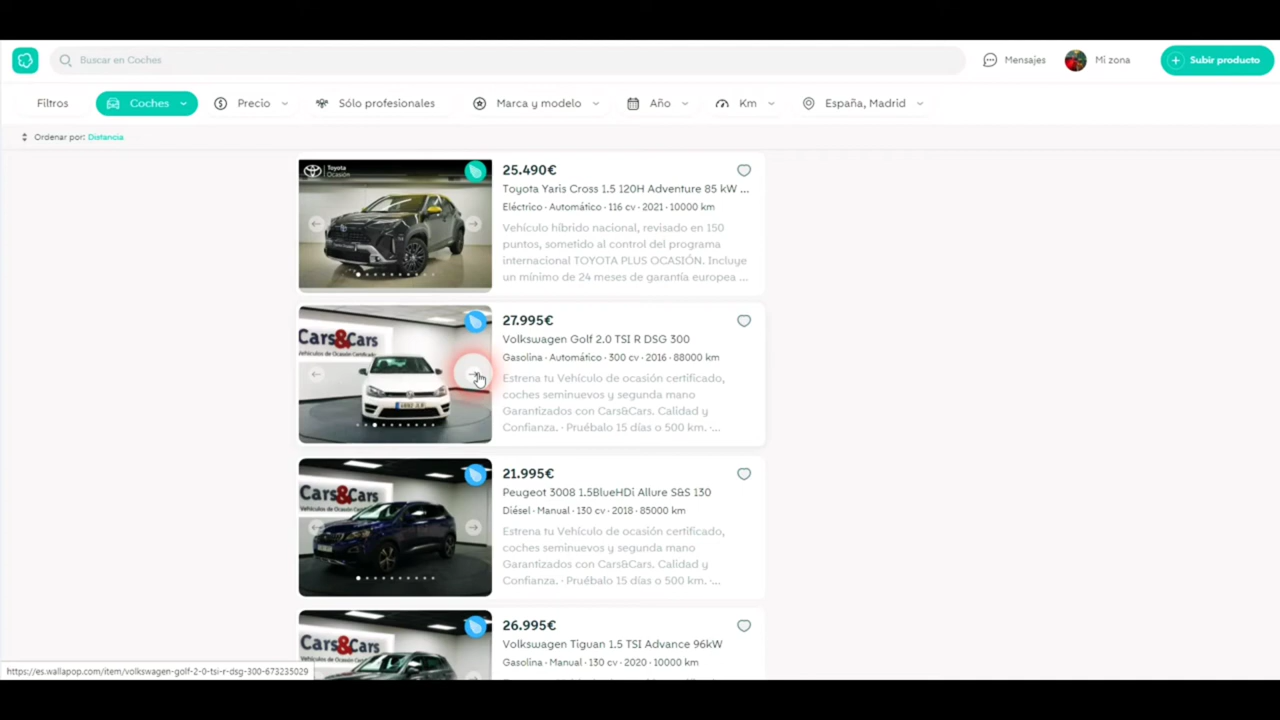 Buscar en Coches
Mensajes
Mi zona
Subir producto
Filtros
Coches
Precio
Sólo profesionales
Marca y modelo
Año
Km
España, Madrid
Ordenar por: Distancia
Toyota
Ocasión
25.490€
Toyota Yaris Cross 1.5 120H Adventure 85 kW ...
Eléctrico · Automático · 116 cv · 2021 · 10000 km
Vehículo híbrido nacional, revisado en 150
puntos, sometido al control del programa
internacional TOYOTA PLUS OCASIÓN. Incluye
un mínimo de 24 meses de garantía europea ...
Cars&Cars
Vehículos de Ocasión Certificado
27.995€
Volkswagen Golf 2.0 TSI R DSG 300
Gasolina · Automático · 300 cv · 2016 · 88000 km
Estrena tu Vehículo de ocasión certificado,
coches seminuevos y segunda mano
Garantizados con Cars&Cars. Calidad y
Confianza. · Pruébalo 15 días o 500 km. ·...
Cars&Cars
Vehículos de Ocasión Certificado
21.995€
Peugeot 3008 1.5BlueHDi Allure S&S 130
Diésel · Manual · 130 cv · 2018 · 85000 km
Estrena tu Vehículo de ocasión certificado,
coches seminuevos y segunda mano
Garantizados con Cars&Cars. Calidad y
Confianza. · Pruébalo 15 días o 500 km. ·...
Cars&Cars
26.995€
Volkswagen Tiguan 1.5 TSI Advance 96kW
Gasolina · Manual · 130 cv · 2020 · 10000 km
https://es.wallapop.com/item/volkswagen-golf-2-0-tsi-r-dsg-300-673235029